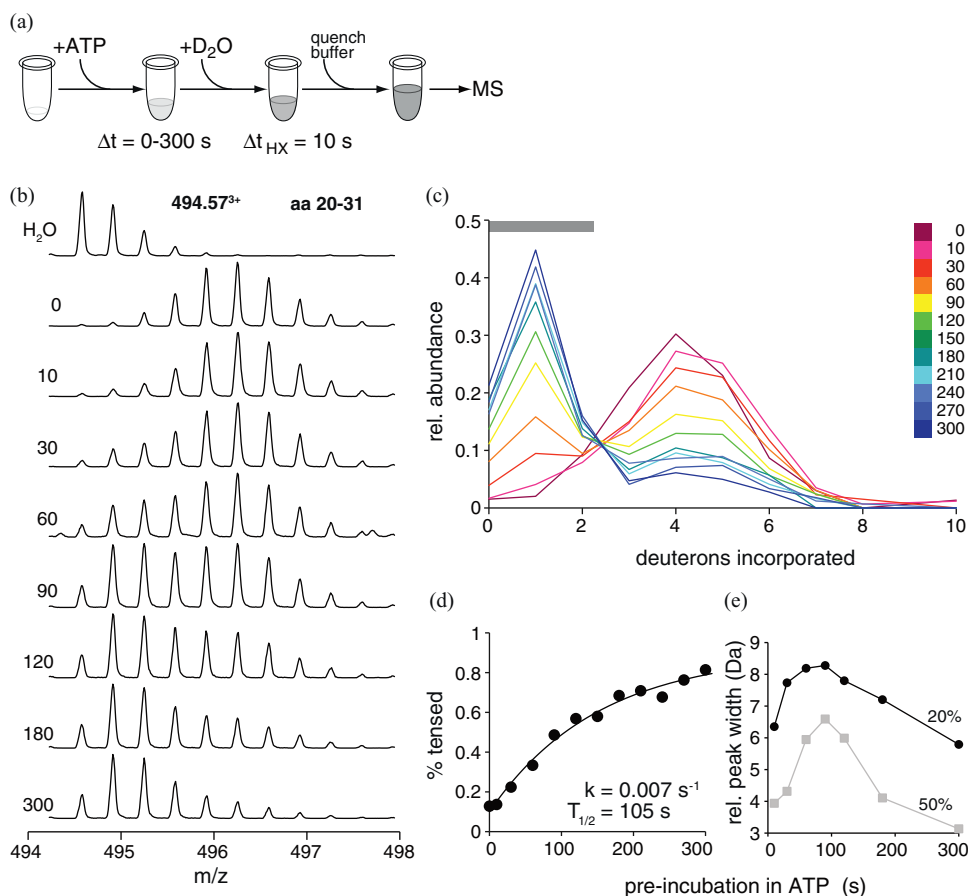 (a)
+ATP
+D2O
quench
buffer
MS
Δt = 0-300 s
ΔtHX = 10 s
(b)
494.57³⁺
aa 20-31
H2O
0
10
30
60
90
120
180
300
494
495
496
497
498
m/z
(c)
0.5
0.4
0.3
0.2
0.1
0
rel. abundance
0
2
4
6
8
10
deuterons incorporated
0
10
30
60
90
120
150
180
210
240
270
300
(d)
1
0.8
0.6
0.4
0.2
0
% tensed
k = 0.007 s⁻¹
T1/2 = 105 s
0
100
200
300
(e)
9
8
7
6
5
4
3
rel. peak width (Da)
20%
50%
0
100
200
300
pre-incubation in ATP (s)